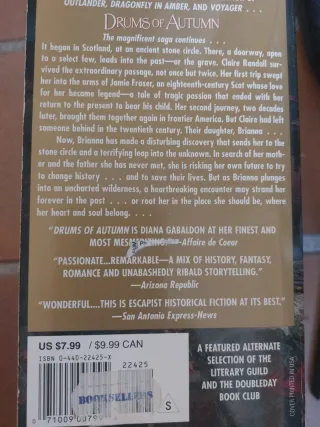 OUTLANDER, DRAGONFLY IN AMBER, AND VOYAGER . . .
DRUMS OF AUTUMN
The magnificent saga continues . . .
It began in Scotland, at an ancient stone circle. There, a doorway, open
to a select few, leads into the past—or the grave. Claire Randall sur-
vived the extraordinary passage, not once but twice. Her first trip swept
her into the arms of Jamie Fraser, an eighteenth-century Scot whose love
for her became legend—a tale of tragic passion that ended with her
return to the present to bear his child. Her second journey, two decades
later, brought them together again in frontier America. But Claire had left
someone behind in the twentieth century. Their daughter, Brianna . . .
Now, Brianna has made a disturbing discovery that sends her to the
stone circle and a terrifying leap into the unknown. In search of her moth-
er and the father she has never met, she is risking her own future to try
to change history . . . and to save their lives. But as Brianna plunges
into an uncharted wilderness, a heartbreaking encounter may strand her
forever in the past . . . or root her in the place she should be, where
her heart and soul belong. . . .
“DRUMS OF AUTUMN IS DIANA GABALDON AT HER FINEST AND
MOST —Affaire de Coeur
“PASSIONATE...REMARKABLE—A MIX OF HISTORY, FANTASY,
ROMANCE AND UNABASHEDLY RIBALD STORYTELLING.”
—Arizona Republic
“WONDERFUL....THIS IS ESCAPIST HISTORICAL FICTION AT ITS BEST.”
—San Antonio Express-News
US $7.99 / $9.99 CAN
ISBN 0-440-22425-X
22425
BOOKSELLERS
S
71009 007
A FEATURED ALTERNATE
SELECTION OF THE
LITERARY GUILD
AND THE DOUBLEDAY
BOOK CLUB
COVER PRINTED IN USA